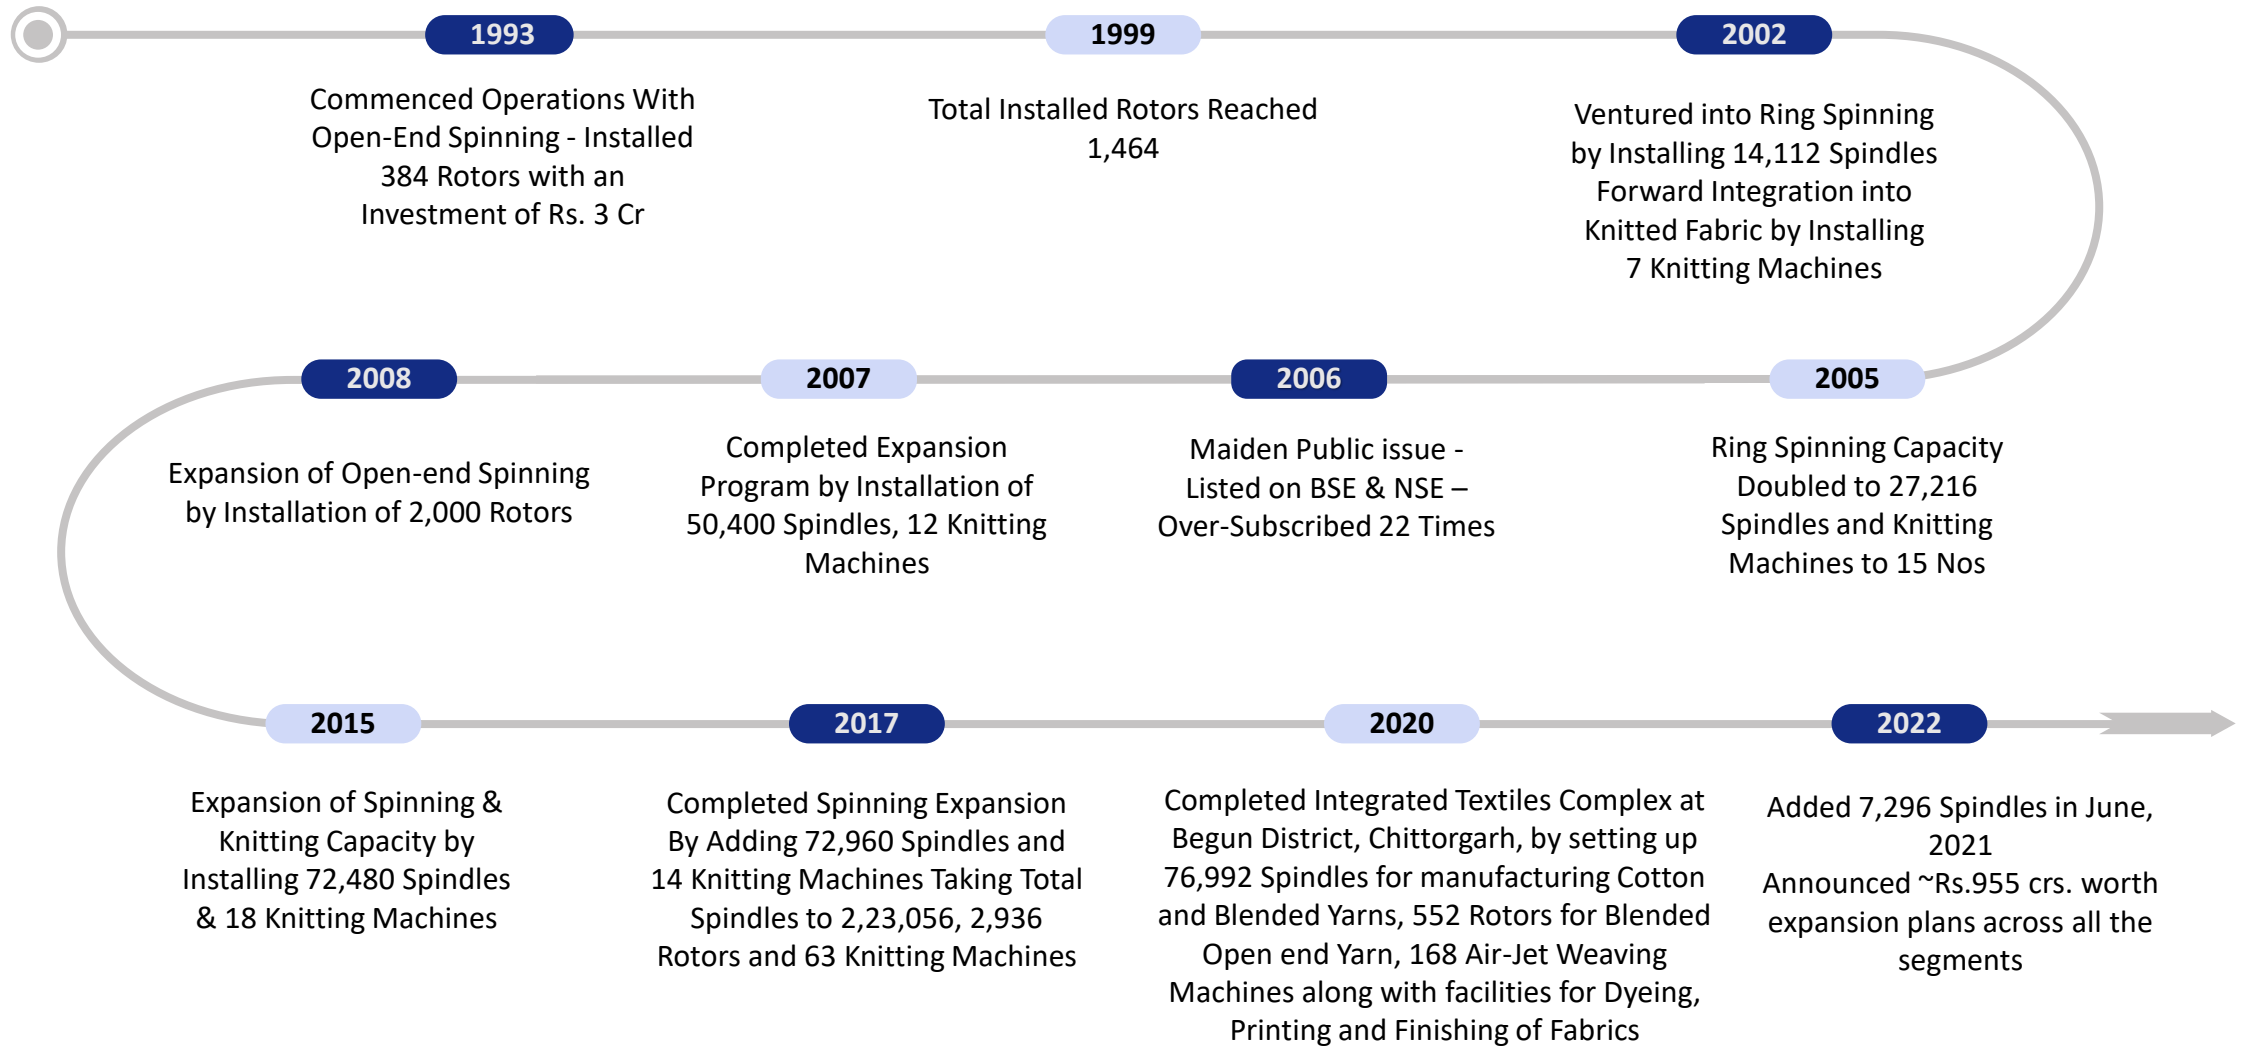 1993
Commenced Operations With
Open-End Spinning - Installed
384 Rotors with an
Investment of Rs. 3 Cr
1999
Total Installed Rotors Reached
1,464
2002
Ventured into Ring Spinning
by Installing 14,112 Spindles
Forward Integration into
Knitted Fabric by Installing
7 Knitting Machines
2005
Ring Spinning Capacity
Doubled to 27,216
Spindles and Knitting
Machines to 15 Nos
2006
Maiden Public issue -
Listed on BSE & NSE –
Over-Subscribed 22 Times
2007
Completed Expansion
Program by Installation of
50,400 Spindles, 12 Knitting
Machines
2008
Expansion of Open-end Spinning
by Installation of 2,000 Rotors
2015
Expansion of Spinning &
Knitting Capacity by
Installing 72,480 Spindles
& 18 Knitting Machines
2017
Completed Spinning Expansion
By Adding 72,960 Spindles and
14 Knitting Machines Taking Total
Spindles to 2,23,056, 2,936
Rotors and 63 Knitting Machines
2020
Completed Integrated Textiles Complex at
Begun District, Chittorgarh, by setting up
76,992 Spindles for manufacturing Cotton
and Blended Yarns, 552 Rotors for Blended
Open end Yarn, 168 Air-Jet Weaving
Machines along with facilities for Dyeing,
Printing and Finishing of Fabrics
2022
Added 7,296 Spindles in June,
2021
Announced ~Rs.955 crs. worth
expansion plans across all the
segments